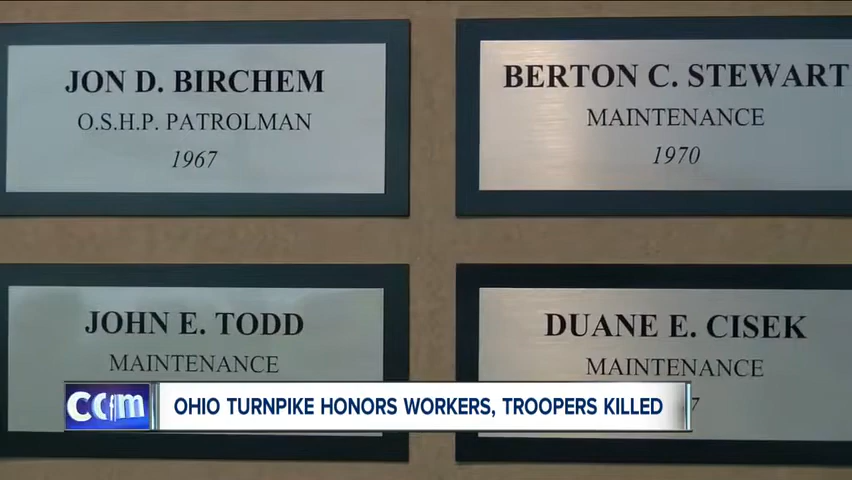 JON D. BIRCHEM
O.S.H.P. PATROLMAN
1967
BERTON C. STEWART
MAINTENANCE
1970
JOHN E. TODD
MAINTENANCE
DUANE E. CISEK
MAINTENANCE
7
OHIO TURNPIKE HONORS WORKERS, TROOPERS KILLED